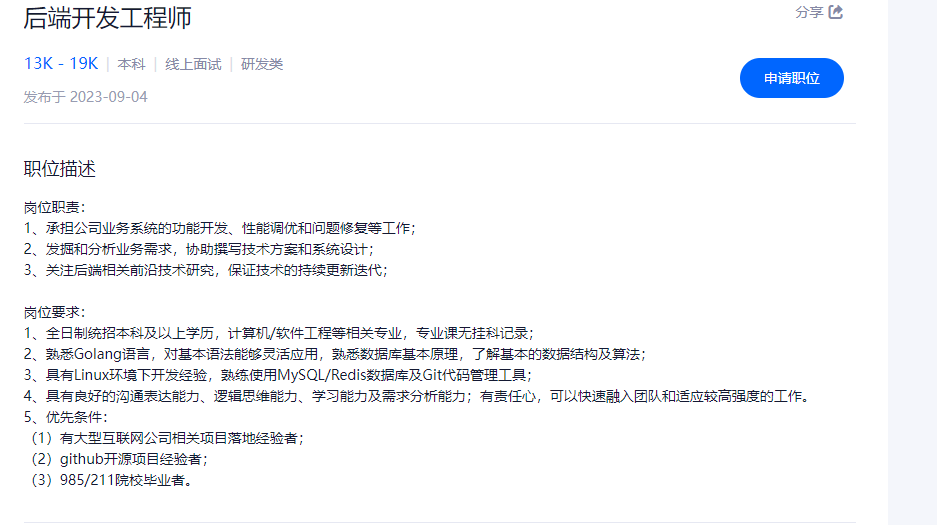 后端开发工程师
分享
13K - 19K | 本科 | 线上面试 | 研发类
申请职位
发布于 2023-09-04
职位描述
岗位职责：
1、承担公司业务系统的功能开发、性能调优和问题修复等工作；
2、发掘和分析业务需求，协助撰写技术方案和系统设计；
3、关注后端相关前沿技术研究，保证技术的持续更新迭代；
岗位要求：
1、全日制统招本科及以上学历，计算机/软件工程等相关专业，专业课无挂科记录；
2、熟悉Golang语言，对基本语法能够灵活应用，熟悉数据库基本原理，了解基本的数据结构及算法；
3、具有Linux环境下开发经验，熟练使用MySQL/Redis数据库及Git代码管理工具；
4、具有良好的沟通表达能力、逻辑思维能力、学习能力及需求分析能力；有责任心，可以快速融入团队和适应较高强度的工作。
5、优先条件：
（1）有大型互联网公司相关项目落地经验者；
（2）github开源项目经验者；
（3）985/211院校毕业者。